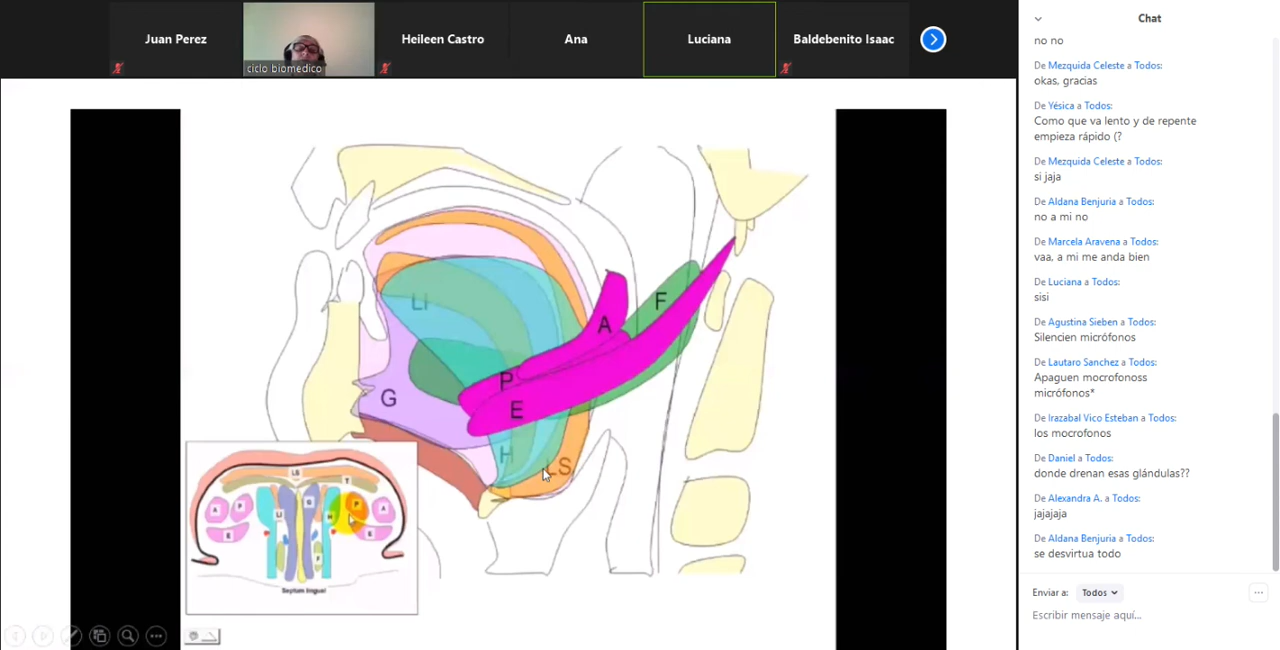 Juan Perez
ciclo biomedico
Heileen Castro
Ana
Luciana
Baldebenito Isaac
LI
A
F
P
G
E
H
LS
LS
T
A
P
LI
G
H
P
A
E
E
F
Septum lingual
Chat
no no
De Mezquida Celeste a Todos:
okas, gracias
De Yésica a Todos:
Como que va lento y de repente
empieza rápido (?
De Mezquida Celeste a Todos:
si jaja
De Aldana Benjuria a Todos:
no a mi no
De Marcela Aravena a Todos:
vaa, a mi me anda bien
De Luciana a Todos:
sisi
De Agustina Sieben a Todos:
Silencien micrófonos
De Lautaro Sanchez a Todos:
Apaguen mocrofonoss
micrófonos*
De Irazabal Vico Esteban a Todos:
los mocrofonos
De Daniel a Todos:
donde drenan esas glándulas??
De Alexandra A. a Todos:
jajajaja
De Aldana Benjuria a Todos:
se desvirtua todo
Enviar a: Todos
Escribir mensaje aquí...